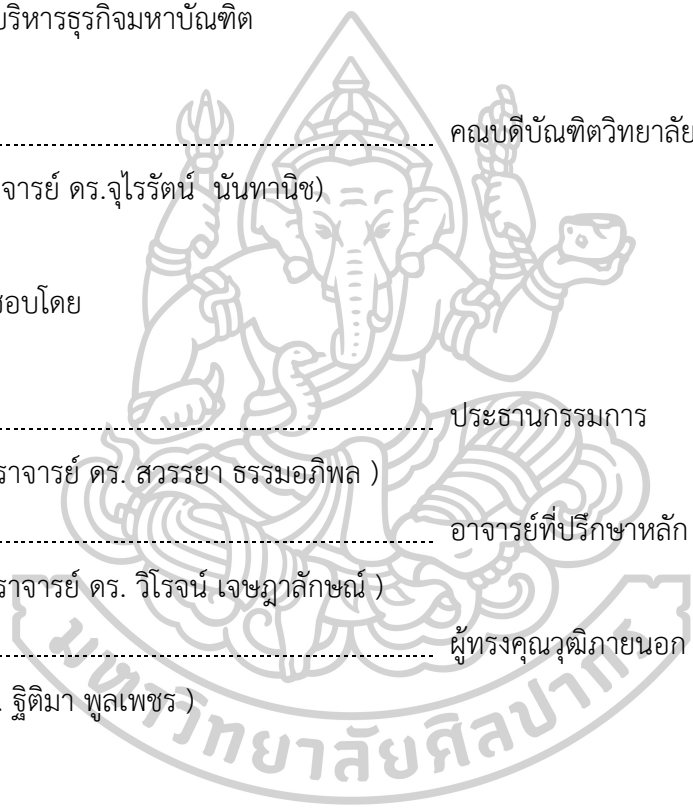 บริหารธุรกิจมหาบัณฑิต
คณบดีบัณฑิตวิทยาลัย
จารย์ ดร.จุไรรัตน์ นันทานิช)
สอบโดย
ประธานกรรมการ
ราจารย์ ดร. สวรรยา ธรรมอภิพล )
อาจารย์ที่ปรึกษาหลัก
ราจารย์ ดร. วิโรจน์ เจษฎาลักษณ์ )
ผู้ทรงคุณวุฒิภายนอก
. ฐิติมา พูลเพชร )
มหาวิทยาลัยศิลปากร